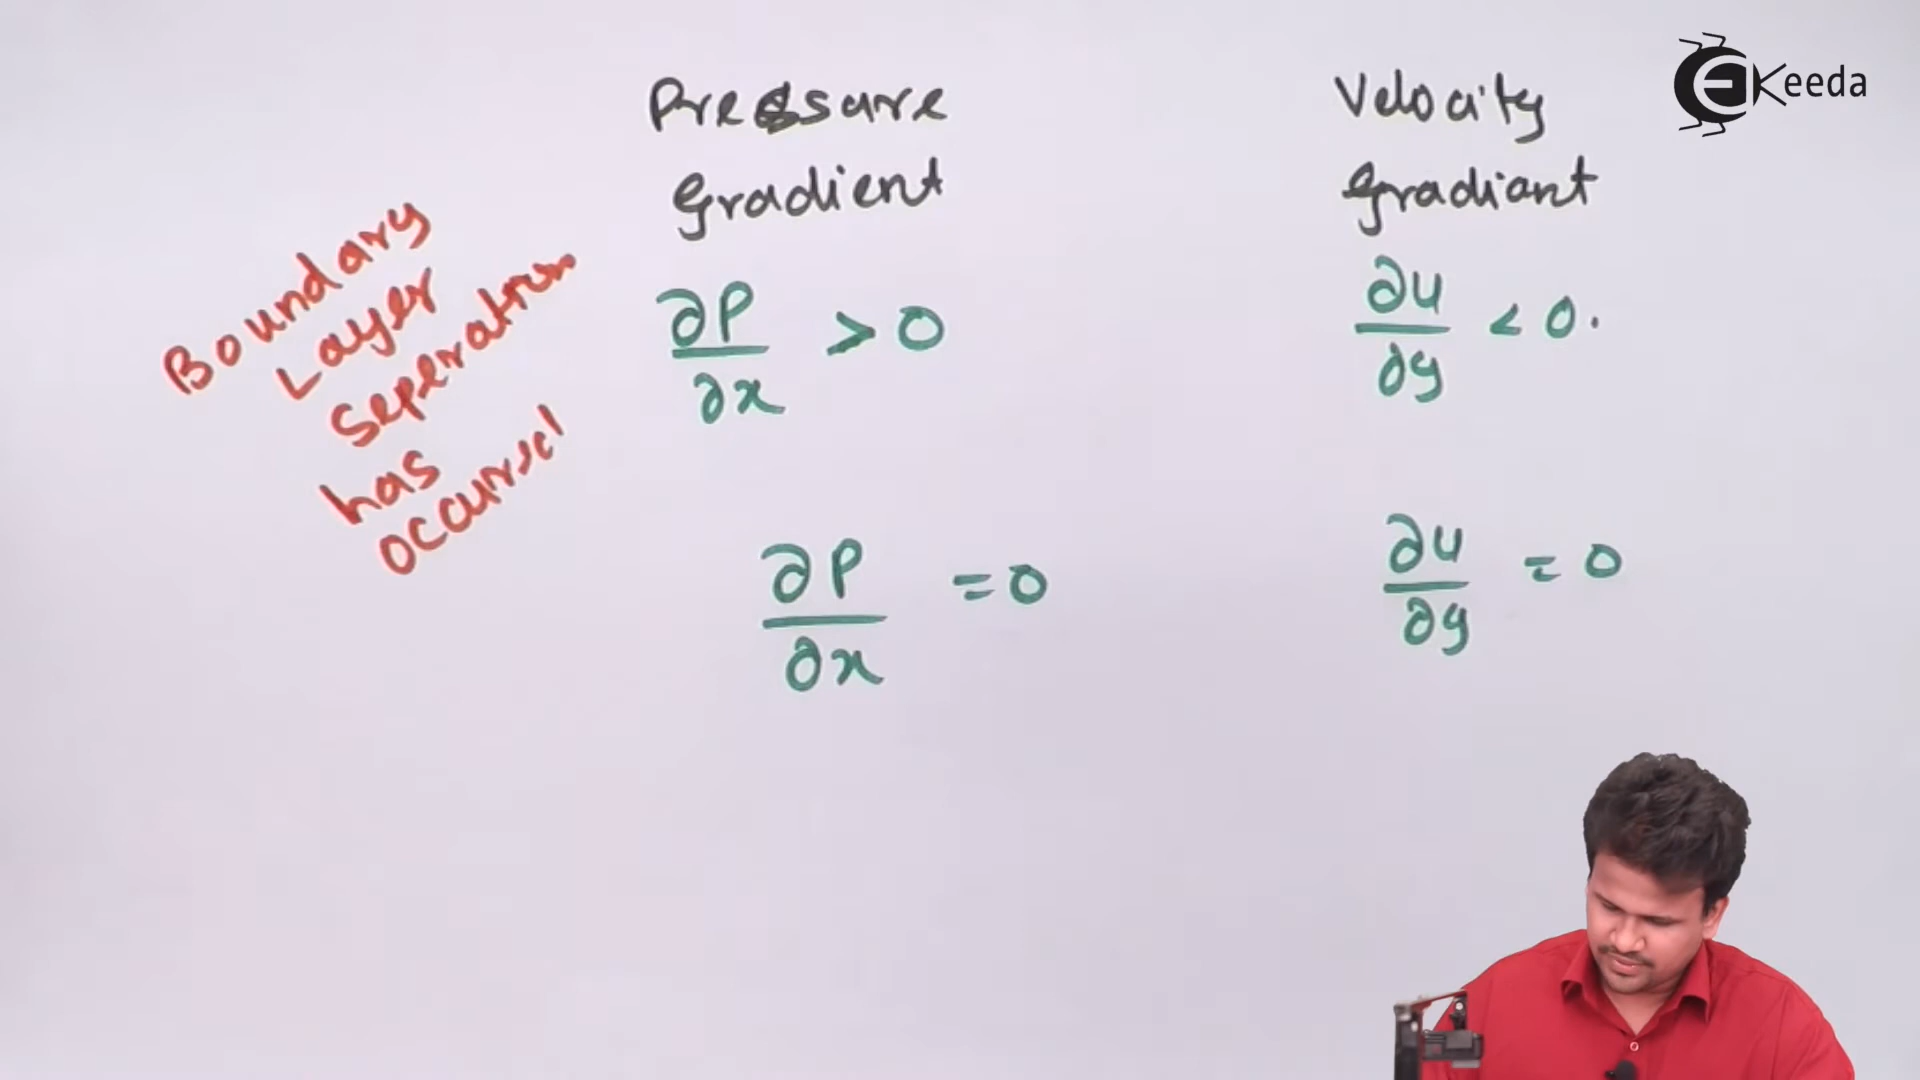 Pressure
gradient
Velocity
gradiant
EKeeda
Boundary
Layer
Seperation
has
occured
∂P/∂x > 0
∂u/∂y < 0.
∂P/∂x = 0
∂u/∂y = 0